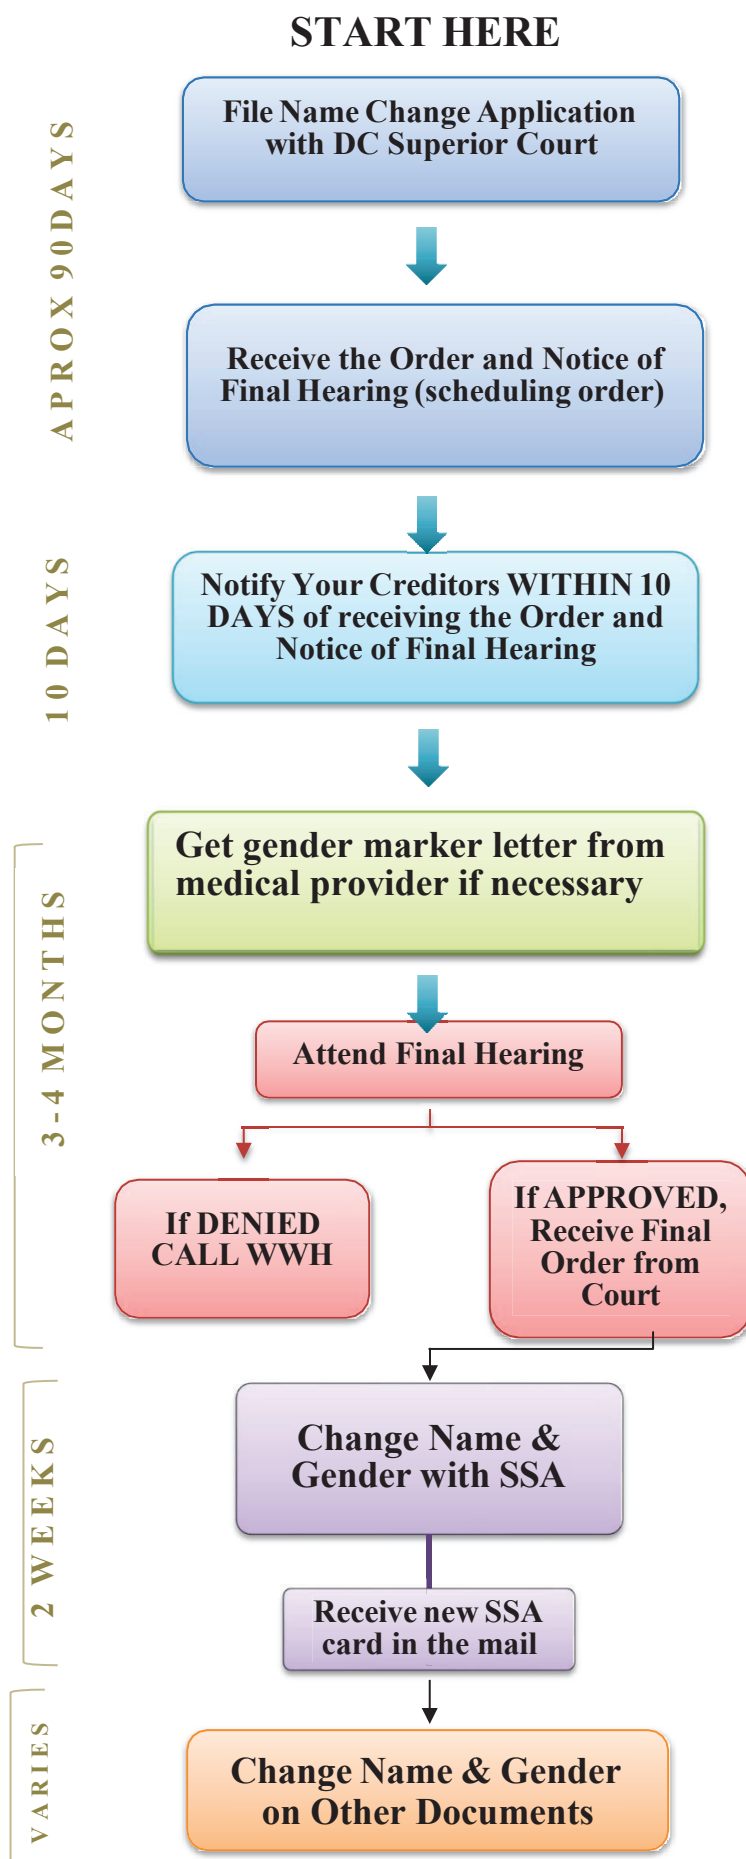 START HERE
File Name Change Application
with DC Superior Court
APROX 90DAYS
Receive the Order and Notice of
Final Hearing (scheduling order)
10 DAYS
Notify Your Creditors WITHIN 10
DAYS of receiving the Order and
Notice of Final Hearing
3-4 MONTHS
Get gender marker letter from
medical provider if necessary
Attend Final Hearing
If DENIED
CALL WWH
If APPROVED,
Receive Final
Order from
Court
2 WEEKS
Change Name &
Gender with SSA
Receive new SSA
card in the mail
VARIES
Change Name & Gender
on Other Documents